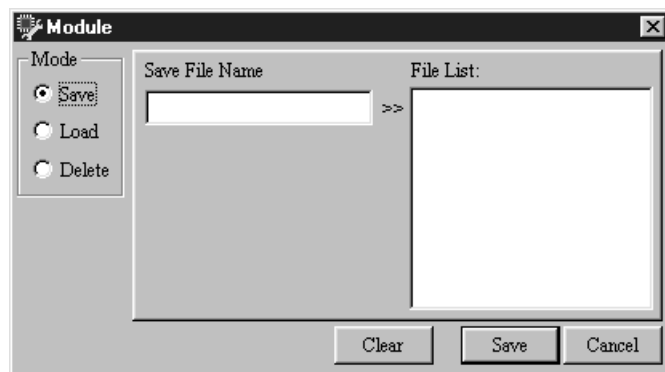 Module
Mode
Save
Load
Delete
Save File Name
>>
File List:
Clear
Save
Cancel